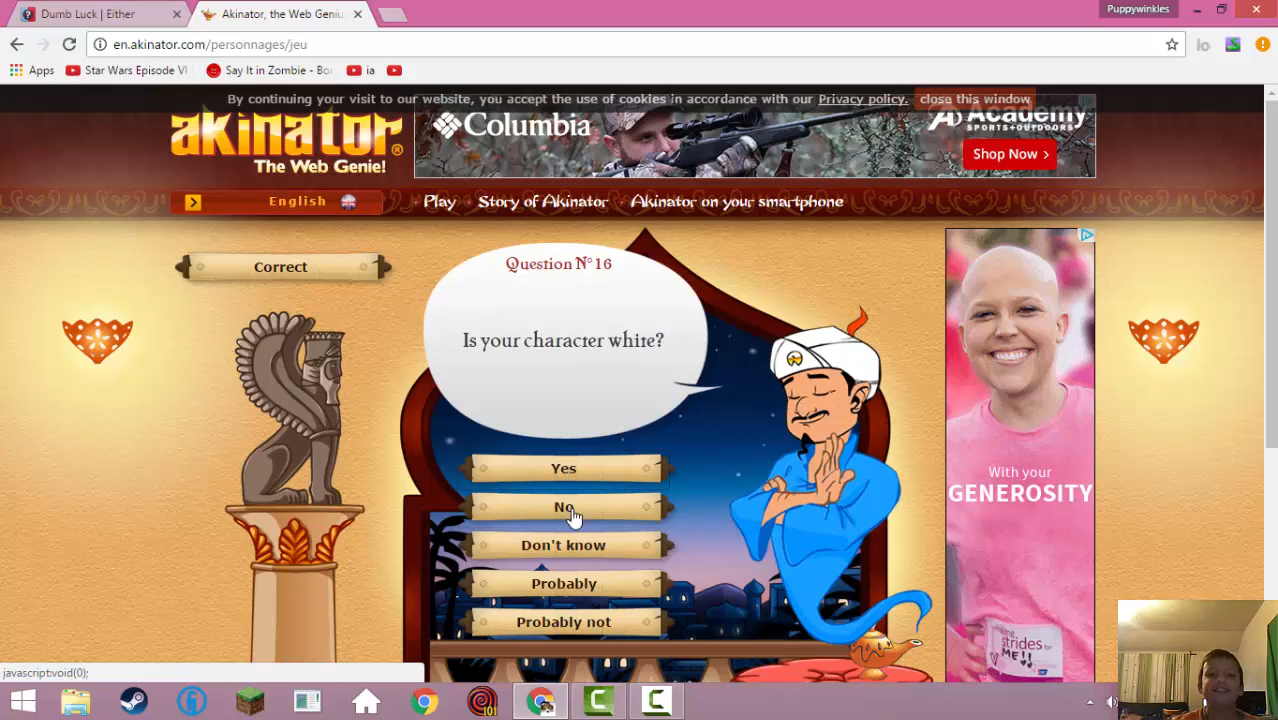 Dumb Luck | Either
Akinator, the Web Geniu
Puppywinkles
en.akinator.com/personnages/jeu
Apps
Star Wars Episode VI
Say It in Zombie - Bo
ia
By continuing your visit to our website, you accept the use of cookies in accordance with our Privacy policy. close this window
akinator®
The Web Genie!
Columbia
Academy
SPORTS+OUTDOORS
Shop Now >
English
Play
Story of Akinator
Akinator on your smartphone
Correct
Question N°16
Is your character white?
Yes
No
Don't know
Probably
Probably not
With your
GENEROSITY
strides
ME!!
javascript:void(0);
101